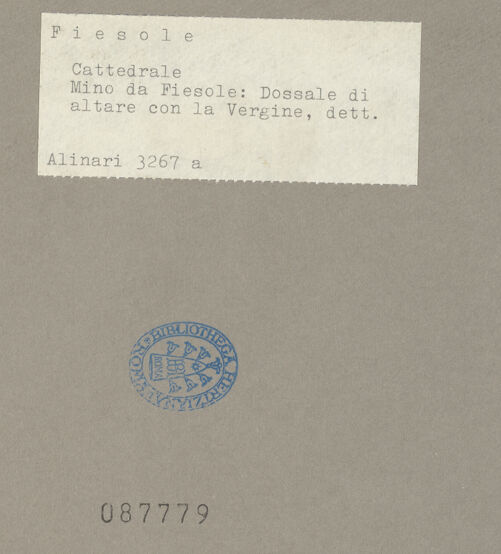 Fiesole
Cattedrale
Mino da Fiesole: Dossale di
altare con la Vergine, dett.
Alinari 3267 a
BIBLIOTHECA HERTZIANA
ROMA
087779